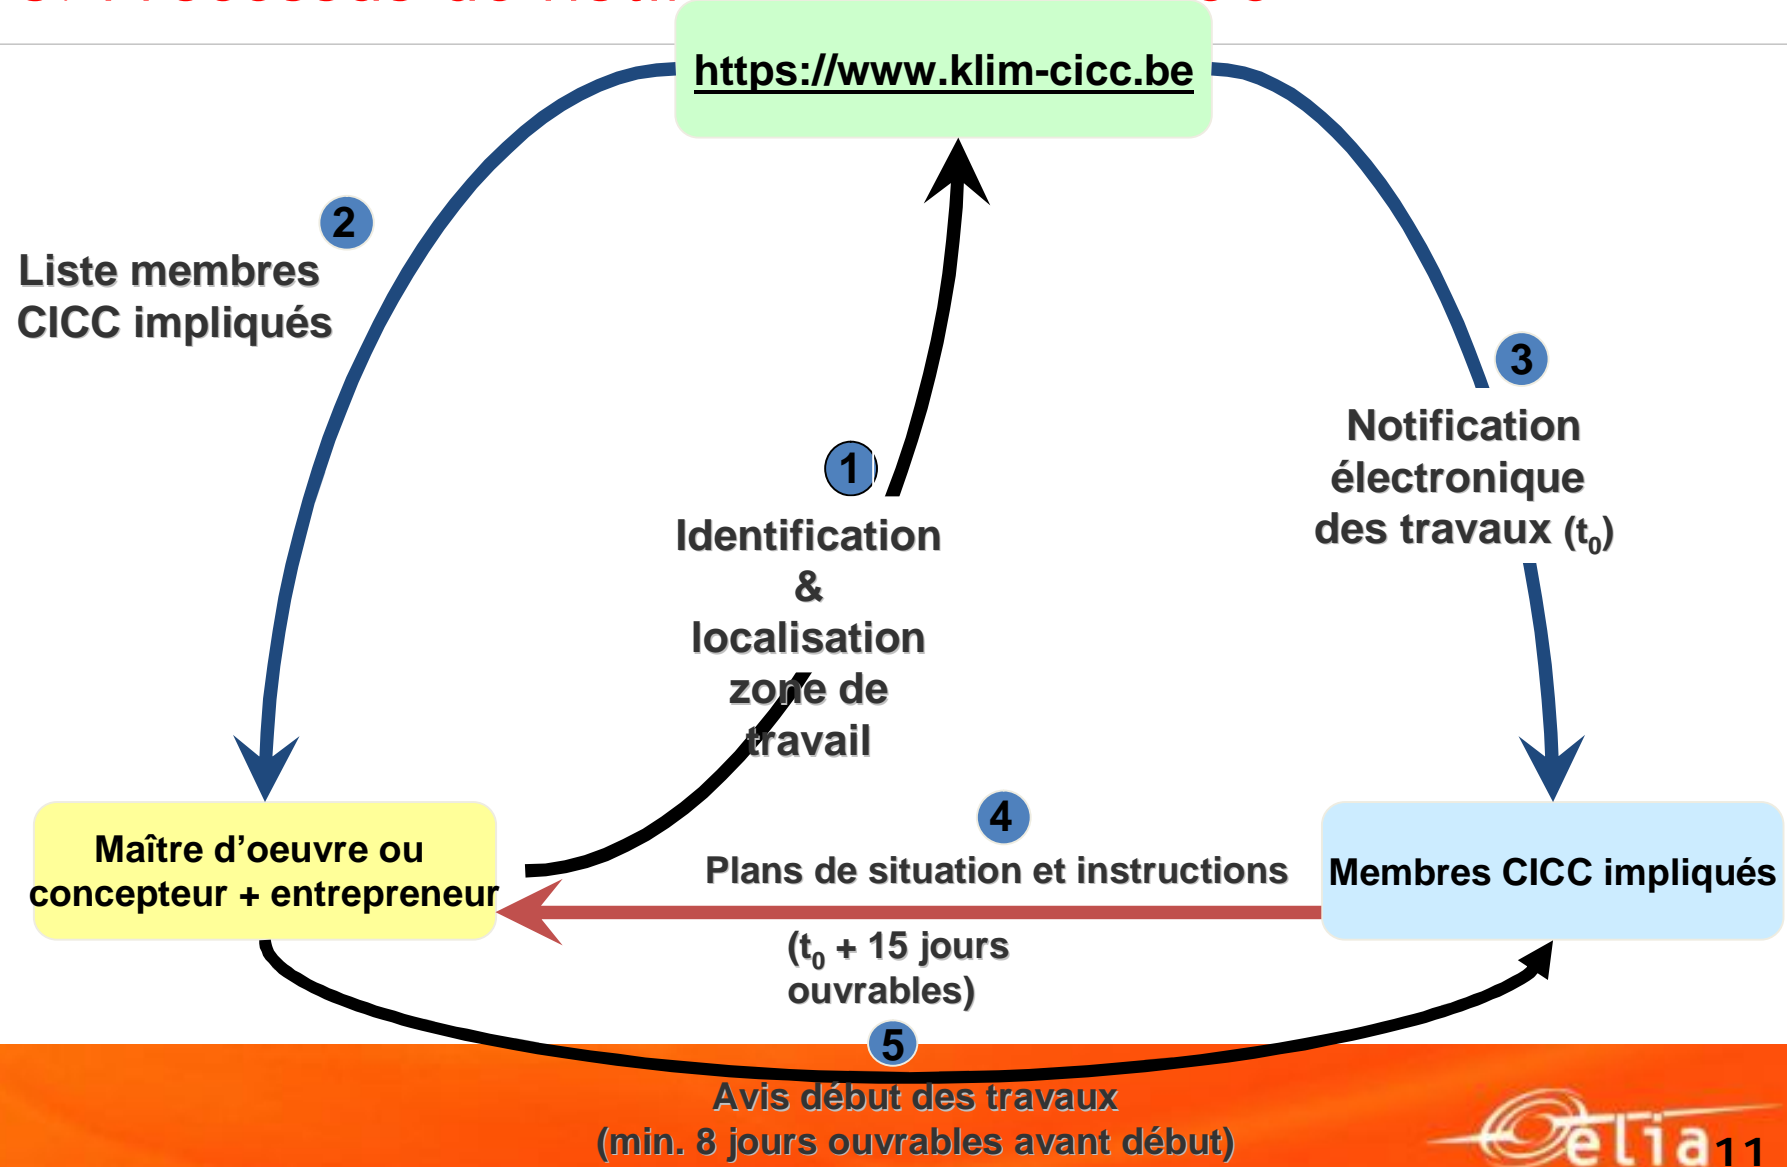 https://www.klim-cicc.be
2
Liste membres
CICC impliqués
3
Notification
électronique
des travaux (t0)
1
Identification
&
localisation
zone de
travail
4
Plans de situation et instructions
(t0 + 15 jours
ouvrables)
Maître d’oeuvre ou
concepteur + entrepreneur
Membres CICC impliqués
5
Avis début des travaux
(min. 8 jours ouvrables avant début)
elia
11